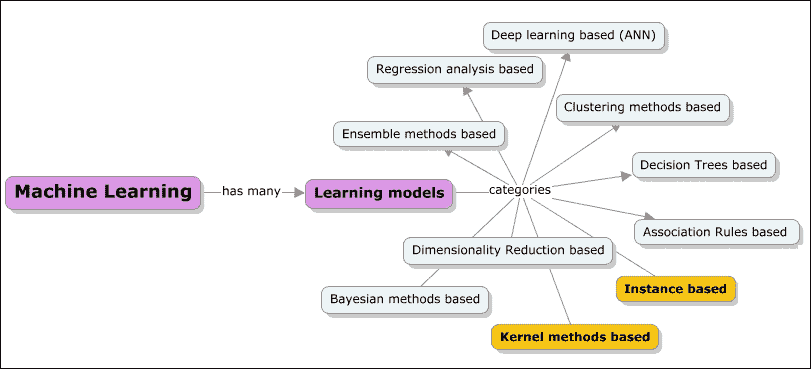 Deep learning based (ANN)
Regression analysis based
Clustering methods based
Ensemble methods based
Decision Trees based
Machine Learning
has many
Learning models
categories
Association Rules based
Dimensionality Reduction based
Instance based
Bayesian methods based
Kernel methods based